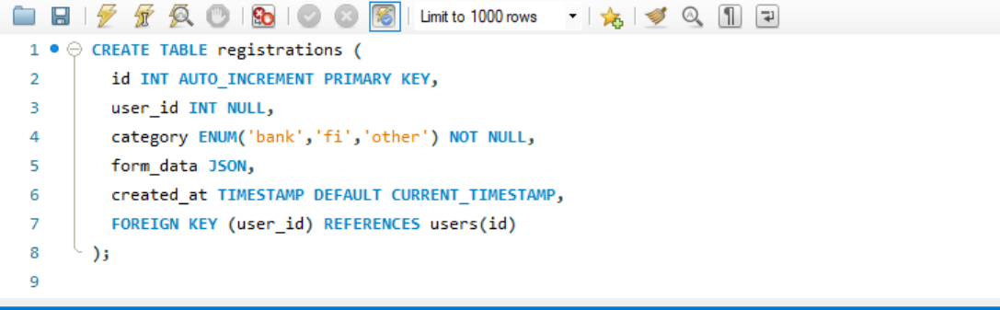 Limit to 1000 rows
1 CREATE TABLE registrations (
2 id INT AUTO_INCREMENT PRIMARY KEY,
3 user_id INT NULL,
4 category ENUM('bank','fi','other') NOT NULL,
5 form_data JSON,
6 created_at TIMESTAMP DEFAULT CURRENT_TIMESTAMP,
7 FOREIGN KEY (user_id) REFERENCES users(id)
8 );
9